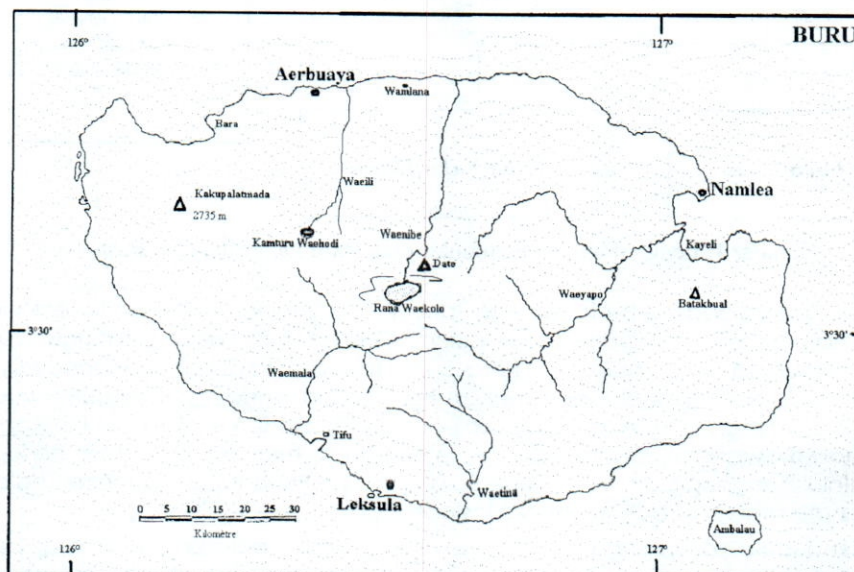 BURU
126°
127°
Aerbuaya
Wamlana
Bara
Waeili
Kakupalatmada
2735 m
Namlea
Kamturu Waehodi
Waenibe
Kayeli
Dato
Waeyapo
Batakbual
Rana Waekolo
3°30'
3°30'
Waemala
Tifu
Leksula
Waetina
0 5 10 15 20 25 30
Kilometre
Ambalau
126°
127°